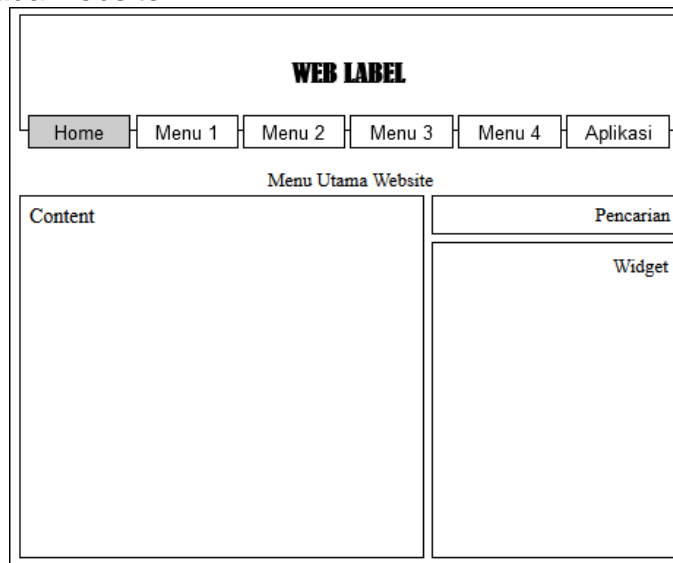 WEB LABEL
Home Menu 1 Menu 2 Menu 3 Menu 4 Aplikasi
Menu Utama Website
Content Pencarian
Widget